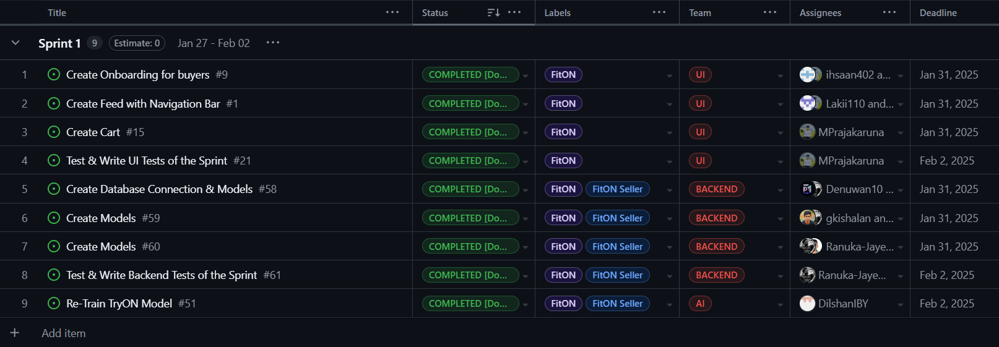 Title ... Status ... Labels ... Team ... Assignees ... Deadline
Sprint 1 9 Estimate: 0 Jan 27 - Feb 02 ...
1 Create Onboarding for buyers #9 COMPLETED [Do... FitON UI ihsaan402 a... Jan 31, 2025
2 Create Feed with Navigation Bar #1 COMPLETED [Do... FitON UI Lakii110 and... Jan 31, 2025
3 Create Cart #15 COMPLETED [Do... FitON UI MPrajakaruna Jan 31, 2025
4 Test & Write UI Tests of the Sprint #21 COMPLETED [Do... FitON UI MPrajakaruna Feb 2, 2025
5 Create Database Connection & Models #58 COMPLETED [Do... FitON FitON Seller BACKEND Denuwan10 ... Jan 31, 2025
6 Create Models #59 COMPLETED [Do... FitON FitON Seller BACKEND gkishalan an... Jan 31, 2025
7 Create Models #60 COMPLETED [Do... FitON FitON Seller BACKEND Ranuka-Jaye... Jan 31, 2025
8 Test & Write Backend Tests of the Sprint #61 COMPLETED [Do... FitON FitON Seller BACKEND Ranuka-Jaye... Feb 2, 2025
9 Re-Train TryON Model #51 COMPLETED [Do... FitON FitON Seller AI DilshanIBY Feb 2, 2025
+ Add item